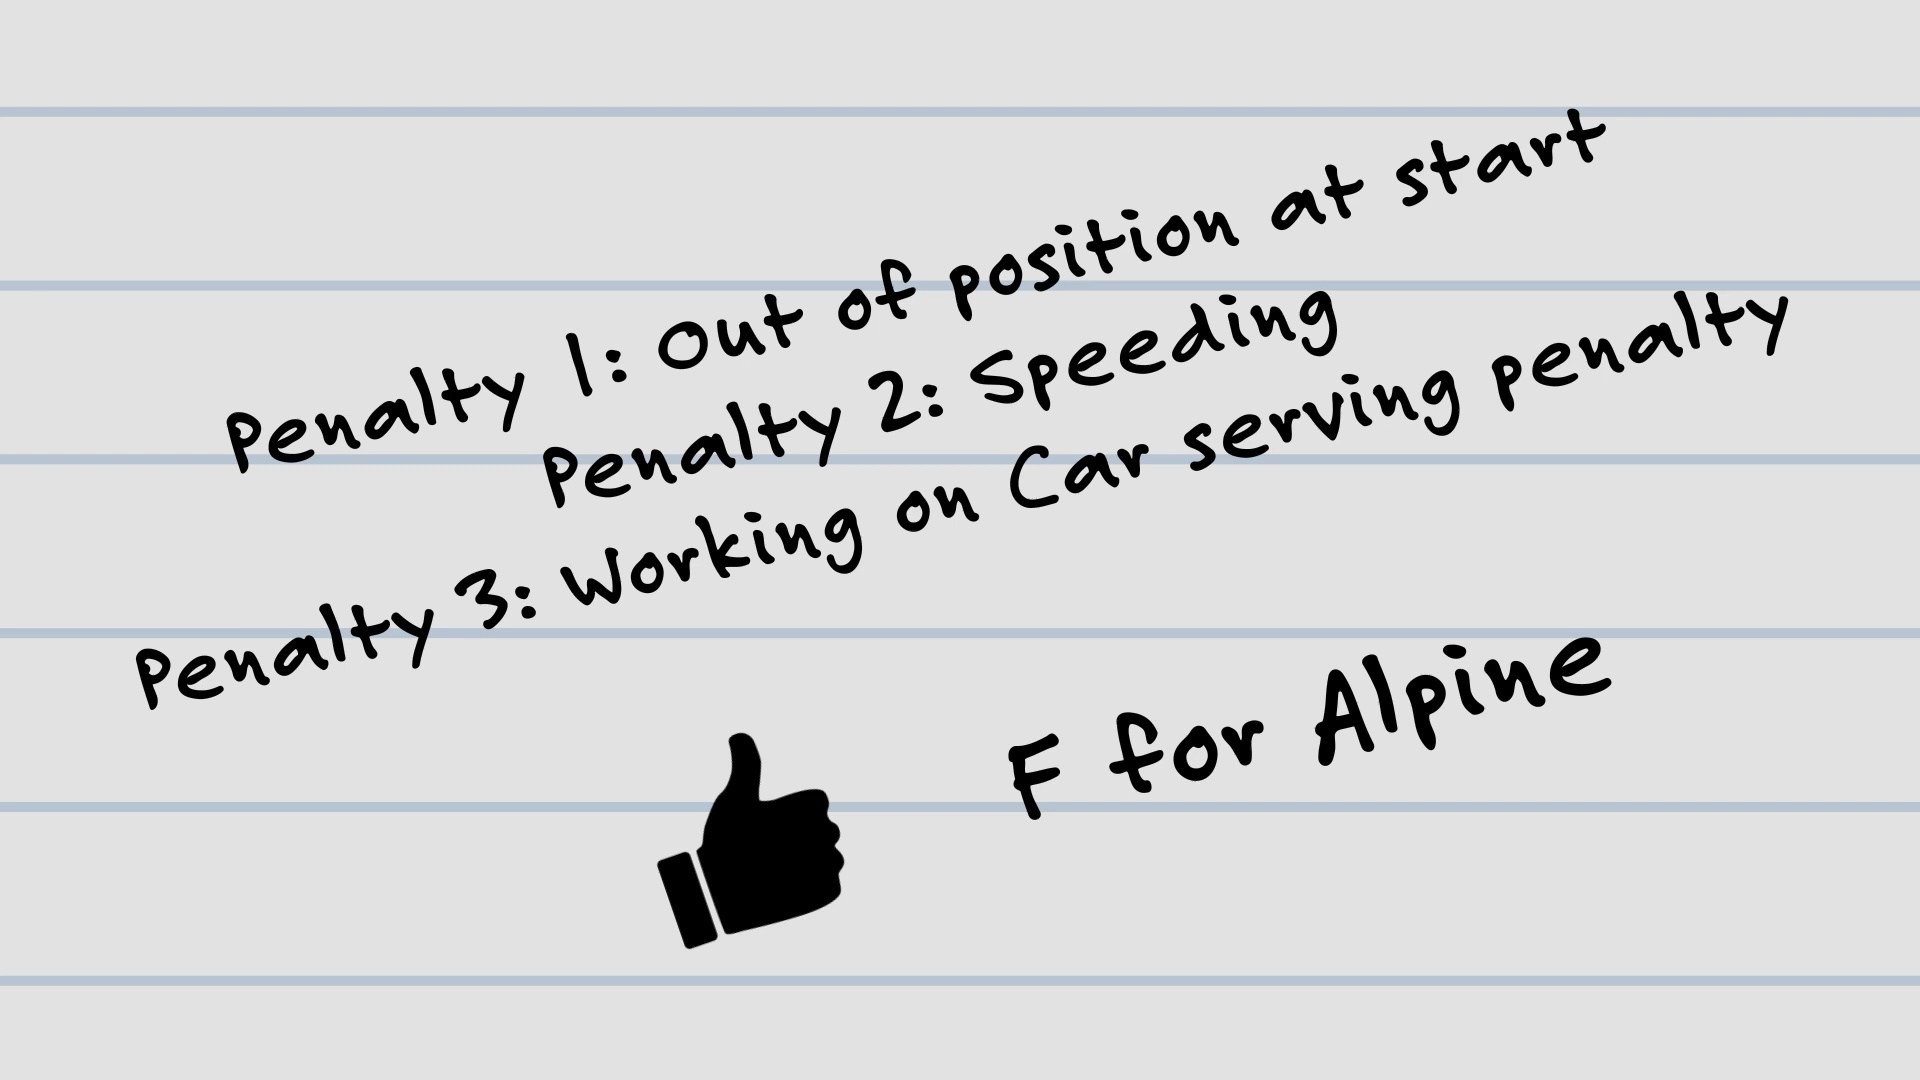 Penalty 1: Out of position at start
Penalty 2: Speeding
Penalty 3: Working on Car serving penalty
F for Alpine